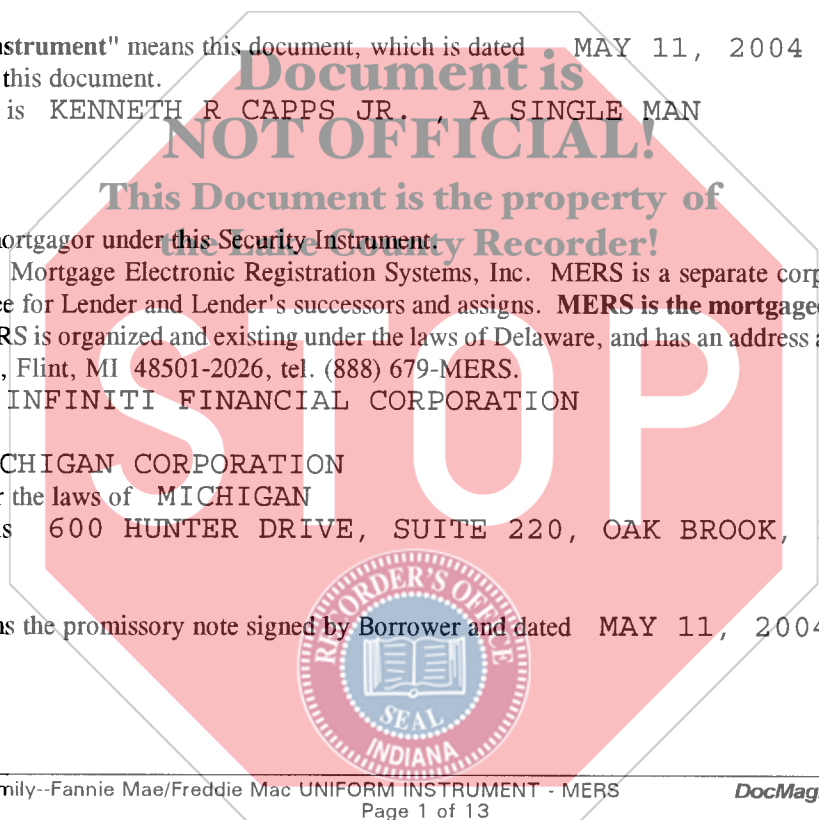 nstrument" means this document, which is dated MAY 11, 2004
Document is
this document.
is KENNETH R CAPPS JR. , A SINGLE MAN
NOT OFFICIAL!
This Document is the property of
ortgagor under this Security Instrument.
the Lake County Recorder!
Mortgage Electronic Registration Systems, Inc. MERS is a separate corp
ee for Lender and Lender's successors and assigns. MERS is the mortgagee
RS is organized and existing under the laws of Delaware, and has an address a
, Flint, MI 48501-2026, tel. (888) 679-MERS.
INFINITI FINANCIAL CORPORATION
STOP
CHIGAN CORPORATION
r the laws of MICHIGAN
is 600 HUNTER DRIVE, SUITE 220, OAK BROOK,
RECORDER'S OFFICE
ns the promissory note signed by Borrower and dated MAY 11, 2004
SEAL
INDIANA
mily--Fannie Mae/Freddie Mac UNIFORM INSTRUMENT - MERS DocMag
Page 1 of 13